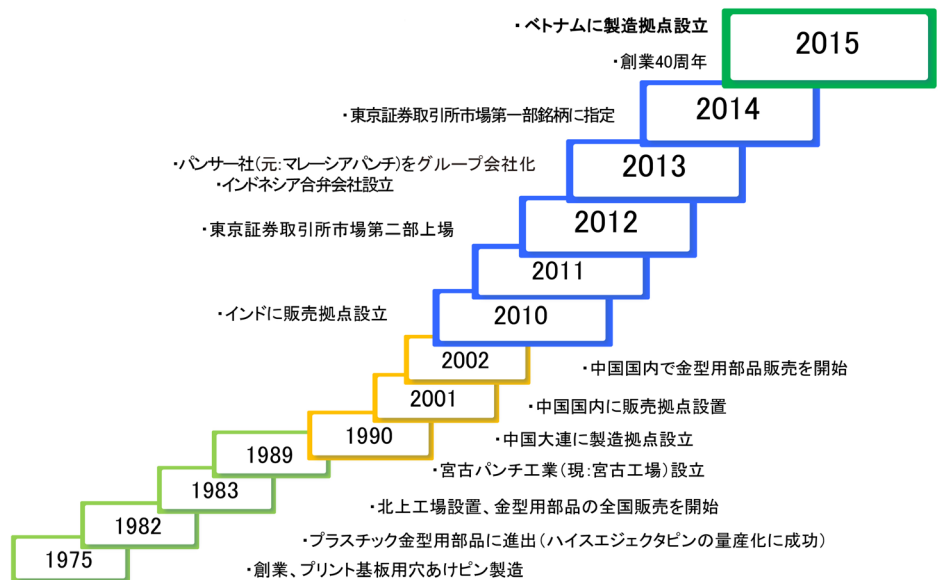 ・ベトナムに製造拠点設立
2015
・創業40周年
2014
・東京証券取引所市場第一部銘柄に指定
2013
・パンサー社(元:マレーシアパンチ)をグループ会社化
・インドネシア合弁会社設立
2012
・東京証券取引所市場第二部上場
2011
・インドに販売拠点設立
2010
2002
・中国国内で金型用部品販売を開始
2001
・中国国内に販売拠点設置
1990
・中国大連に製造拠点設立
1989
・宮古パンチ工業(現:宮古工場)設立
1983
・北上工場設置、金型用部品の全国販売を開始
1982
・プラスチック金型用部品に進出(ハイスエジェクタピンの量産化に成功)
1975
・創業、プリント基板用穴あけピン製造